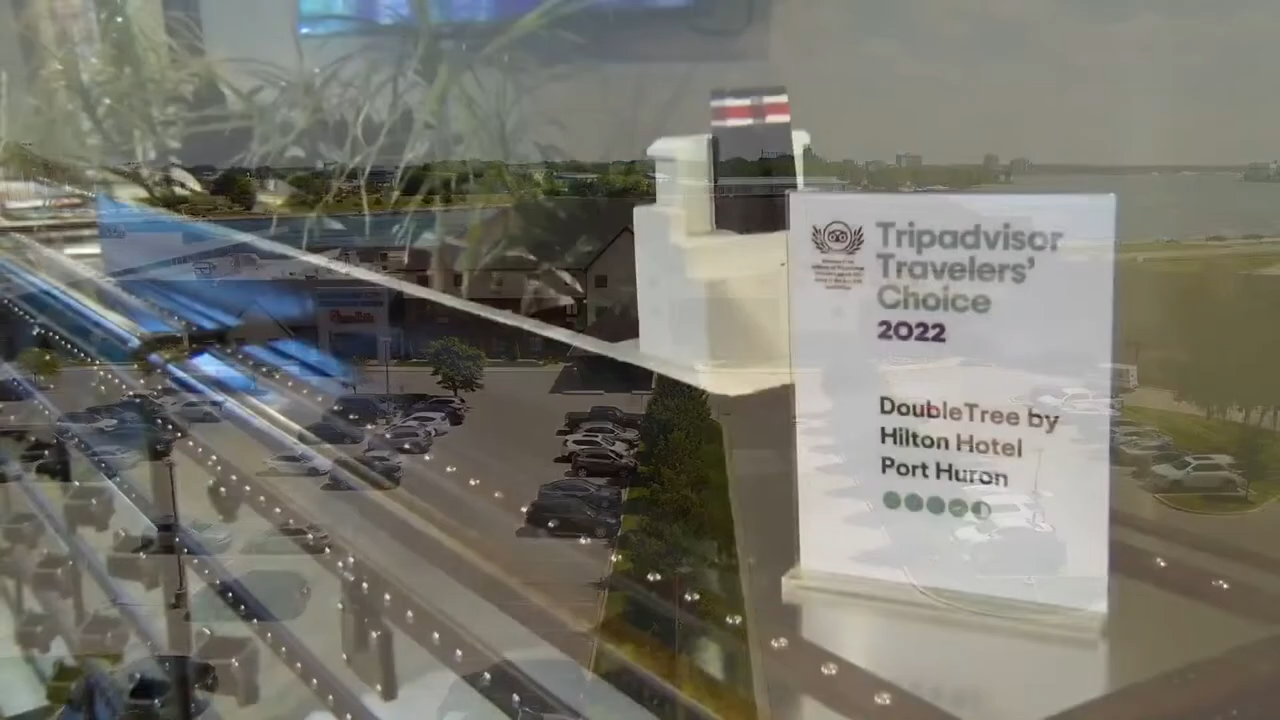 Tripadvisor
Travelers'
Choice
2022
DoubleTree by
Hilton Hotel
Port Huron